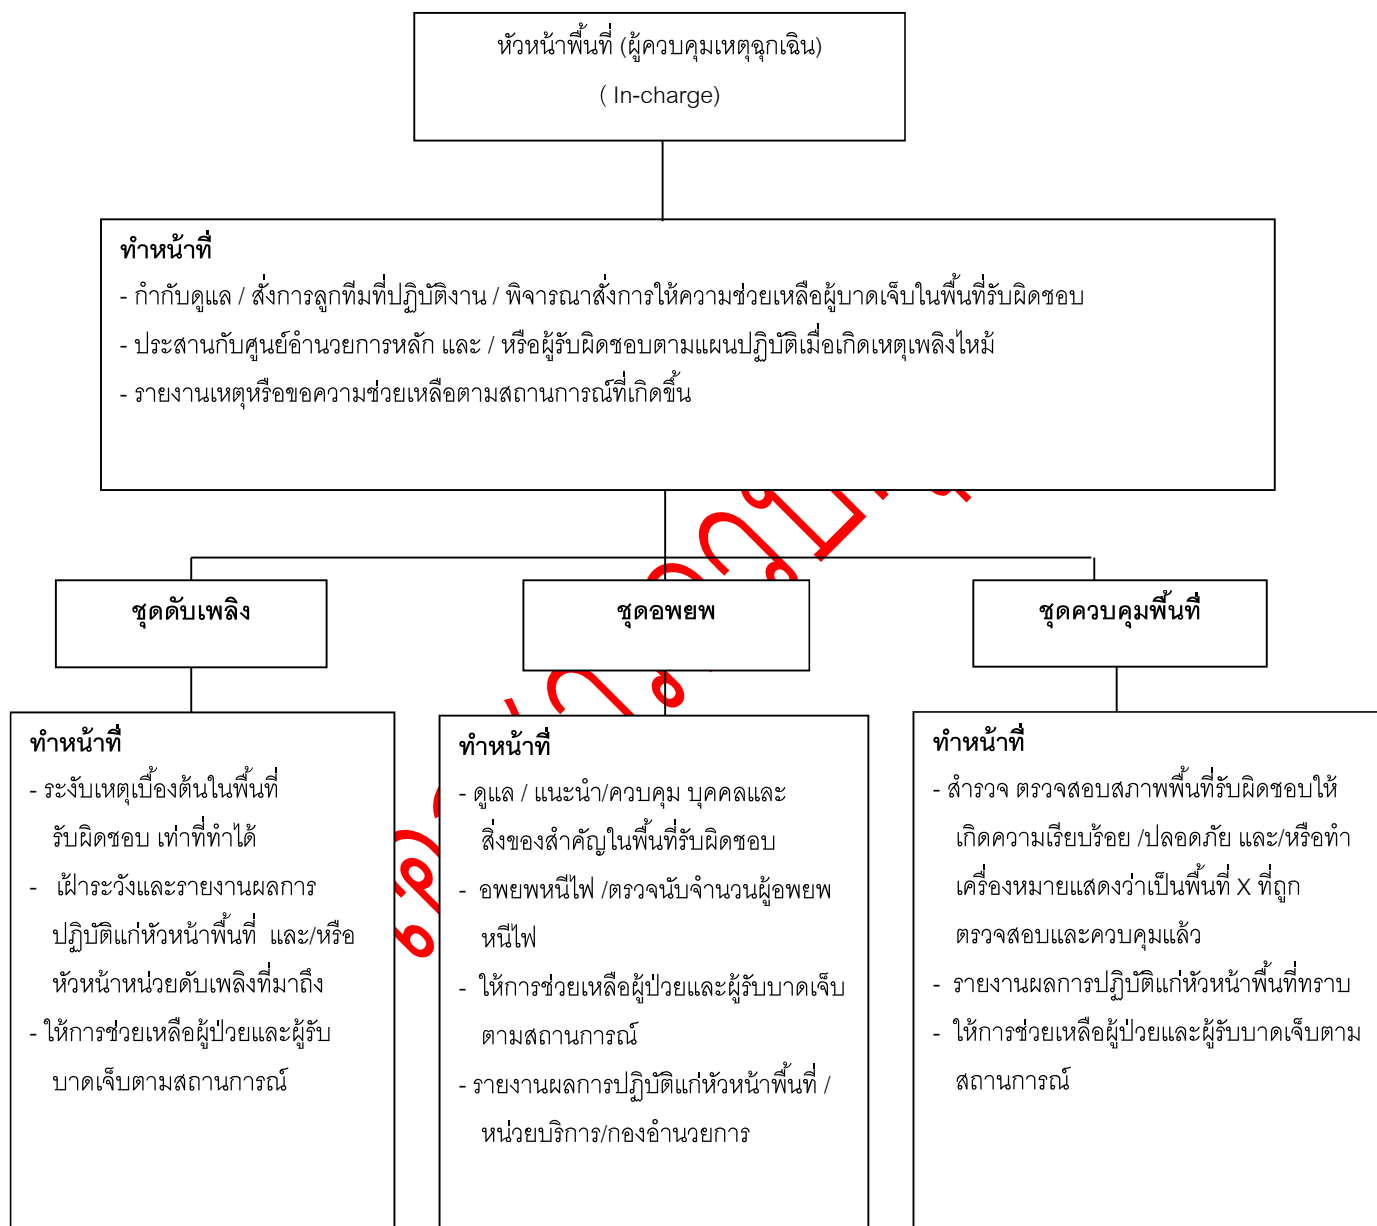 หัวหน้าพื้นที่ (ผู้ควบคุมเหตุฉุกเฉิน)
( In-charge)
ทำหน้าที่
- กำกับดูแล / สั่งการลูกทีมที่ปฏิบัติงาน / พิจารณาสั่งการให้ความช่วยเหลือผู้บาดเจ็บในพื้นที่รับผิดชอบ
- ประสานกับศูนย์อำนวยการหลัก และ / หรือผู้รับผิดชอบตามแผนปฏิบัติเมื่อเกิดเหตุเพลิงไหม้
- รายงานเหตุหรือขอความช่วยเหลือตามสถานการณ์ที่เกิดขึ้น
ชุดดับเพลิง
ทำหน้าที่
- ระงับเหตุเบื้องต้นในพื้นที่
รับผิดชอบ เท่าที่ทำได้
- เฝ้าระวังและรายงานผลการ
ปฏิบัติแก่หัวหน้าพื้นที่ และ/หรือ
หัวหน้าหน่วยดับเพลิงที่มาถึง
- ให้การช่วยเหลือผู้ป่วยและผู้รับ
บาดเจ็บตามสถานการณ์
ชุดอพยพ
ทำหน้าที่
- ดูแล / แนะนำ/ควบคุม บุคคลและ
สิ่งของสำคัญในพื้นที่รับผิดชอบ
- อพยพหนีไฟ /ตรวจนับจำนวนผู้อพยพ
หนีไฟ
- ให้การช่วยเหลือผู้ป่วยและผู้รับบาดเจ็บ
ตามสถานการณ์
- รายงานผลการปฏิบัติแก่หัวหน้าพื้นที่ /
หน่วยบริการ/กองอำนวยการ
ชุดควบคุมพื้นที่
ทำหน้าที่
- สำรวจ ตรวจสอบสภาพพื้นที่รับผิดชอบให้
เกิดความเรียบร้อย /ปลอดภัย และ/หรือทำ
เครื่องหมายแสดงว่าเป็นพื้นที่ X ที่ถูก
ตรวจสอบและควบคุมแล้ว
- รายงานผลการปฏิบัติแก่หัวหน้าพื้นที่ทราบ
- ให้การช่วยเหลือผู้ป่วยและผู้รับบาดเจ็บตาม
สถานการณ์